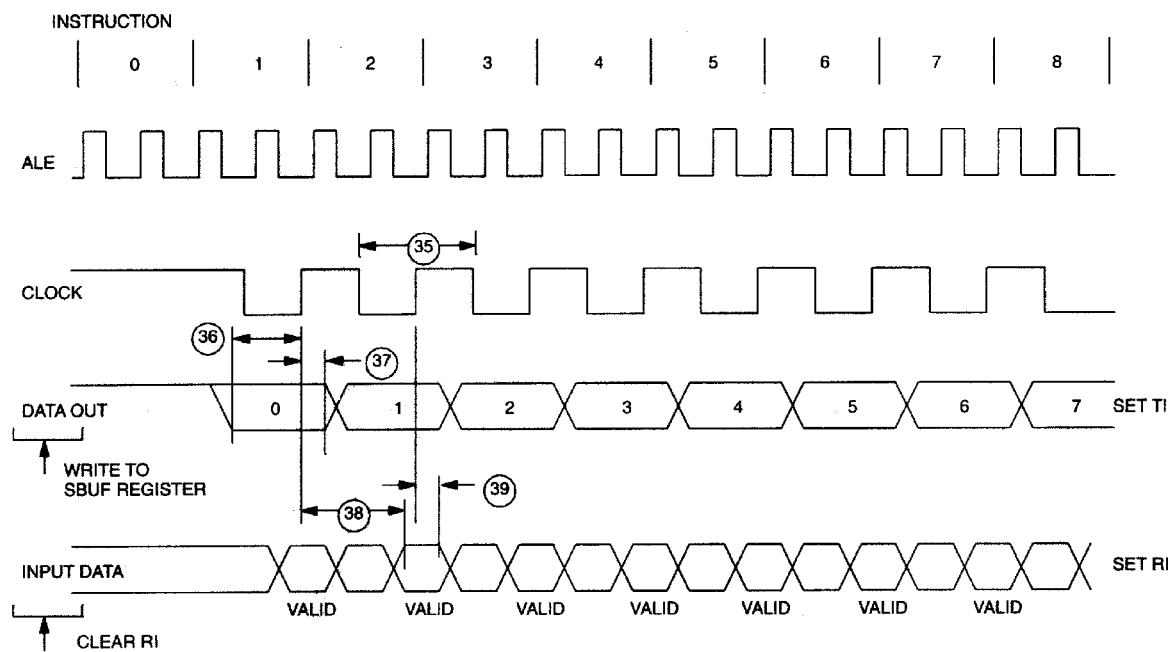 INSTRUCTION
0 1 2 3 4 5 6 7 8
ALE
35
CLOCK
36
37
DATA OUT 0 1 2 3 4 5 6 7 SET TI
WRITE TO
SBUF REGISTER
39
38
INPUT DATA SET RI
VALID VALID VALID VALID VALID VALID VALID
CLEAR RI